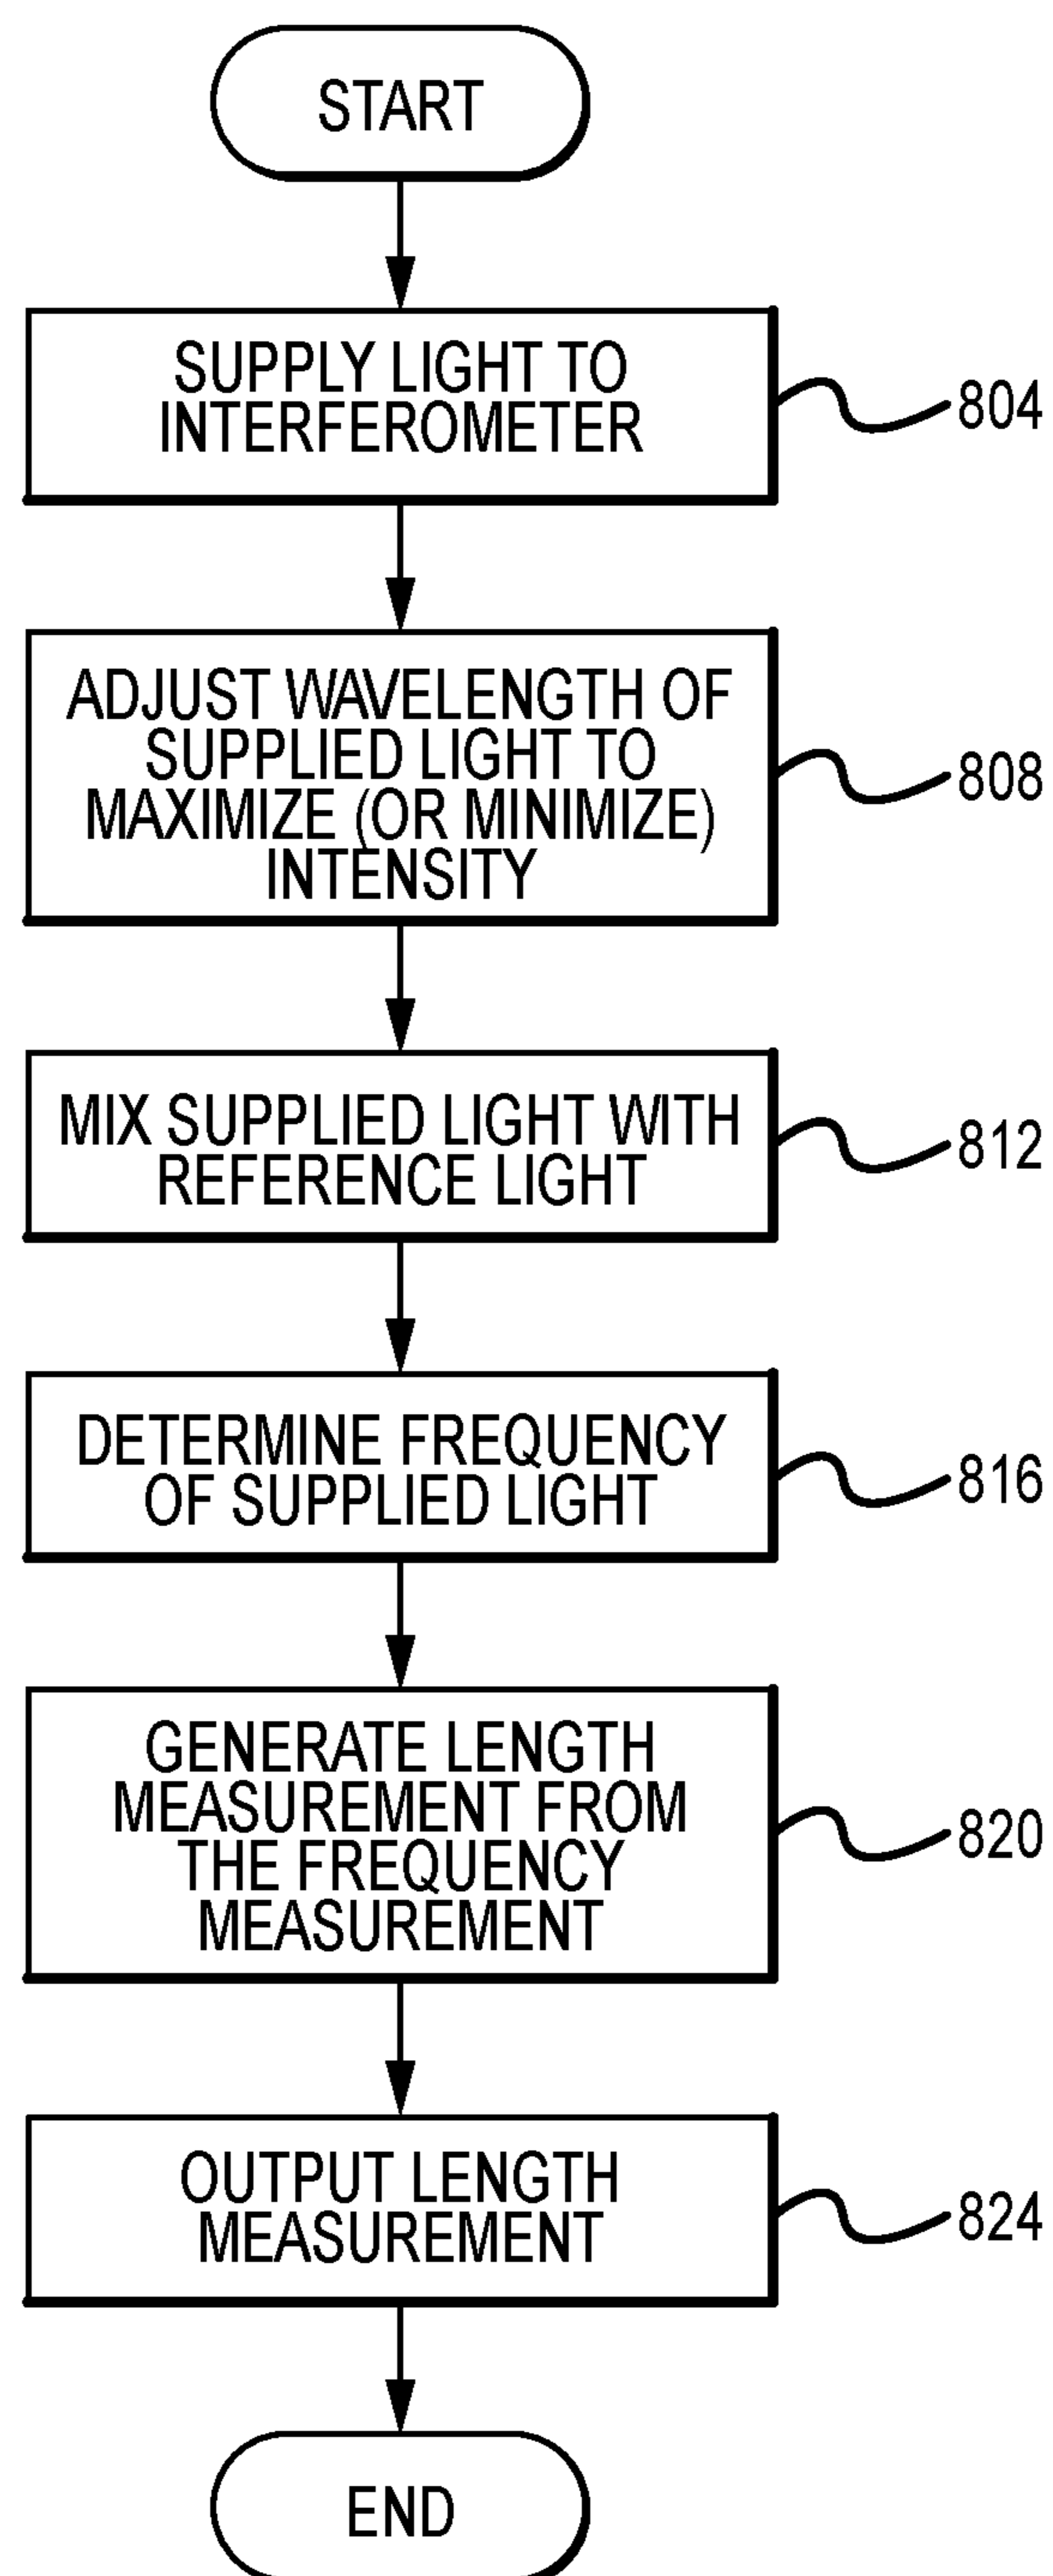 START
SUPPLY LIGHT TO
INTERFEROMETER
804
ADJUST WAVELENGTH OF
SUPPLIED LIGHT TO
MAXIMIZE (OR MINIMIZE)
INTENSITY
808
MIX SUPPLIED LIGHT WITH
REFERENCE LIGHT
812
DETERMINE FREQUENCY
OF SUPPLIED LIGHT
816
GENERATE LENGTH
MEASUREMENT FROM
THE FREQUENCY
MEASUREMENT
820
OUTPUT LENGTH
MEASUREMENT
824
END